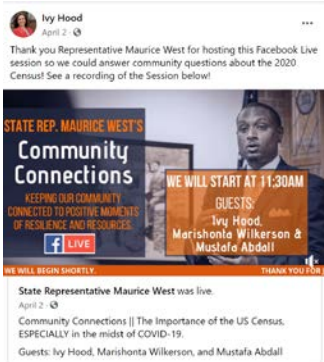 Ivy Hood
April 2 ·
Thank you Representative Maurice West for hosting this Facebook Live
session so we could answer community questions about the 2020
Census! See a recording of the Session below!
STATE REP. MAURICE WEST'S
Community
Connections
KEEPING OUR COMMUNITY
CONNECTED TO POSITIVE MOMENTS
OF RESILIENCE AND RESOURCES.
f LIVE
WE WILL START AT 11:30AM
GUESTS:
Ivy Hood,
Marishonta Wilkerson &
Mustafa Abdall
WE WILL BEGIN SHORTLY.
THANK YOU FOR
State Representative Maurice West was live.
April 2 ·
Community Connections || The Importance of the US Census,
ESPECIALLY in the midst of COVID-19.
Guests: Ivy Hood, Marishonta Wilkerson, and Mustafa Abdall